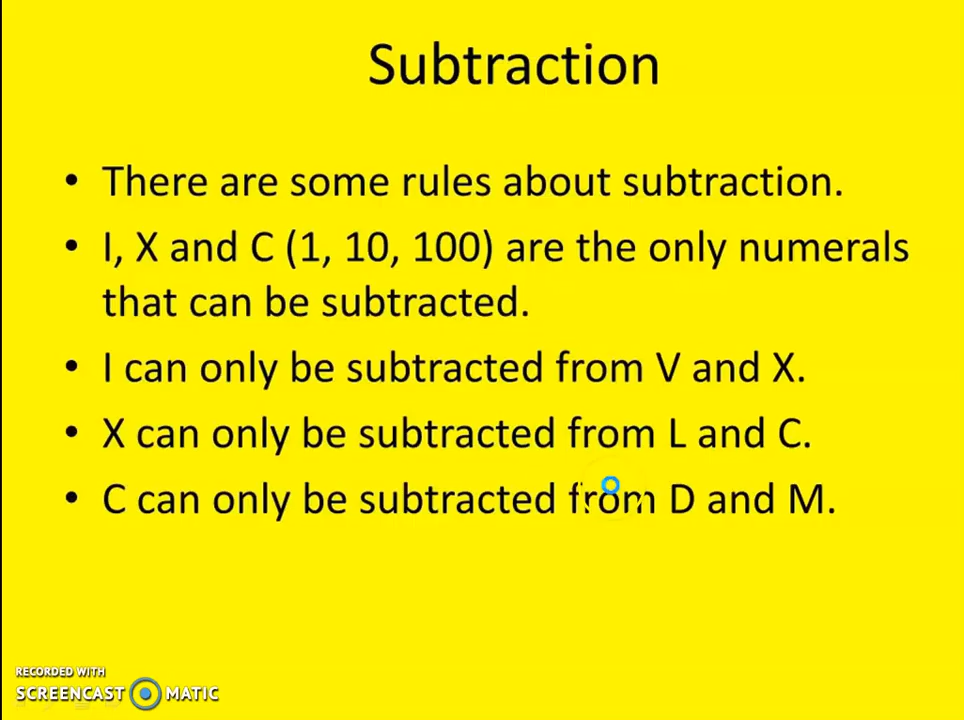 Subtraction
• There are some rules about subtraction.
• I, X and C (1, 10, 100) are the only numerals
that can be subtracted.
• I can only be subtracted from V and X.
• X can only be subtracted from L and C.
• C can only be subtracted from D and M.
RECORDED WITH
SCREENCAST MATIC